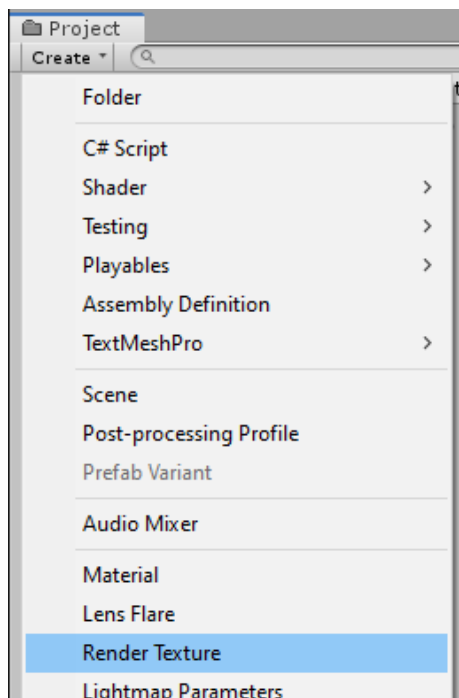 Project
Create
Folder
C# Script
Shader
Testing
Playables
Assembly Definition
TextMeshPro
Scene
Post-processing Profile
Prefab Variant
Audio Mixer
Material
Lens Flare
Render Texture
Lightmap Parameters